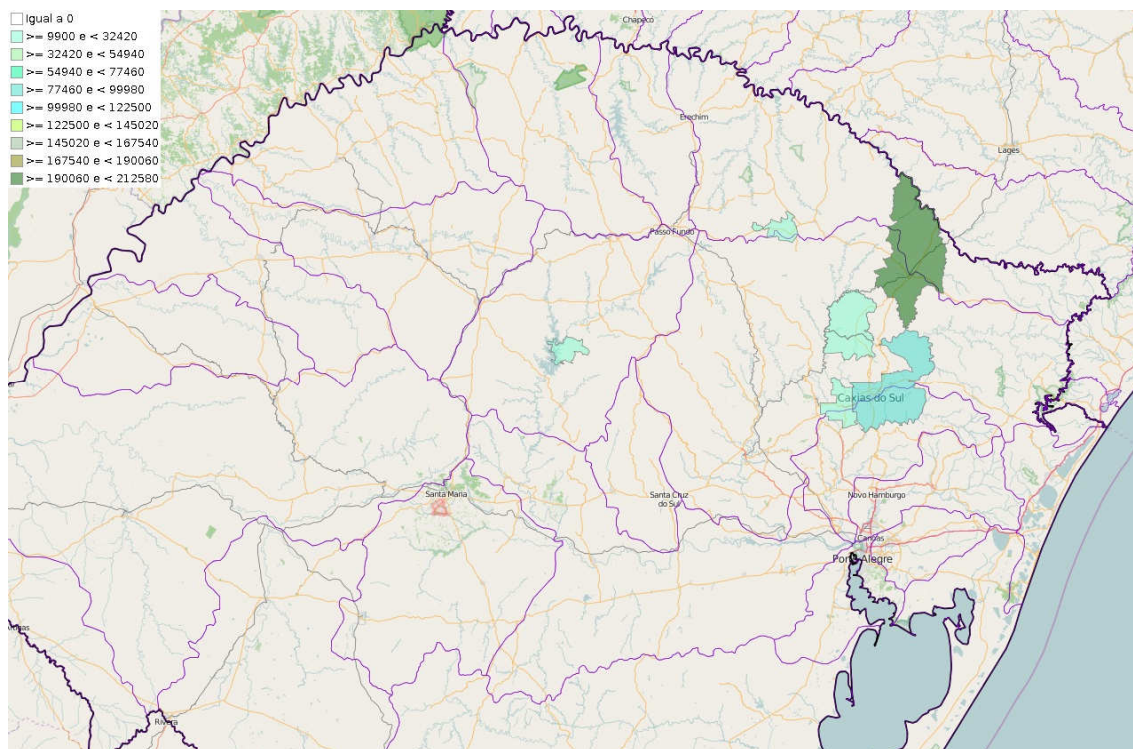 Igual a 0
>= 9900 e < 32420
>= 32420 e < 54940
>= 54940 e < 77460
>= 77460 e < 99980
>= 99980 e < 122500
>= 122500 e < 145020
>= 145020 e < 167540
>= 167540 e < 190060
>= 190060 e < 212580
Chapecó
Erechim
Lages
Passo Fundo
Caxias do Sul
Santa Maria
Santa Cruz
do Sul
Novo Hamburgo
Canoas
Porto Alegre
Rivera